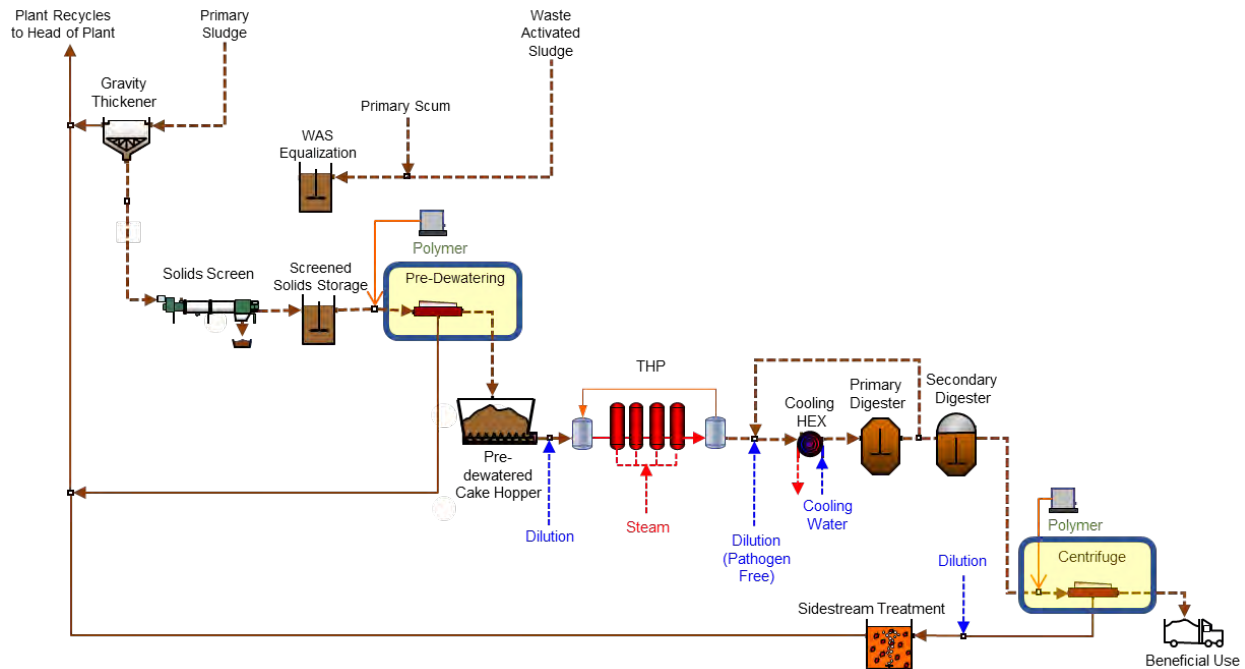 Plant Recycles
to Head of Plant
Primary
Sludge
Waste
Activated
Sludge
Gravity
Thickener
Primary Scum
WAS
Equalization
Polymer
Solids Screen
Screened
Solids Storage
Pre-Dewatering
THP
Cooling
HEX
Primary
Digester
Secondary
Digester
Pre-
dewatered
Cake Hopper
Dilution
Steam
Dilution
(Pathogen
Free)
Cooling
Water
Polymer
Centrifuge
Dilution
Sidestream Treatment
Beneficial Use